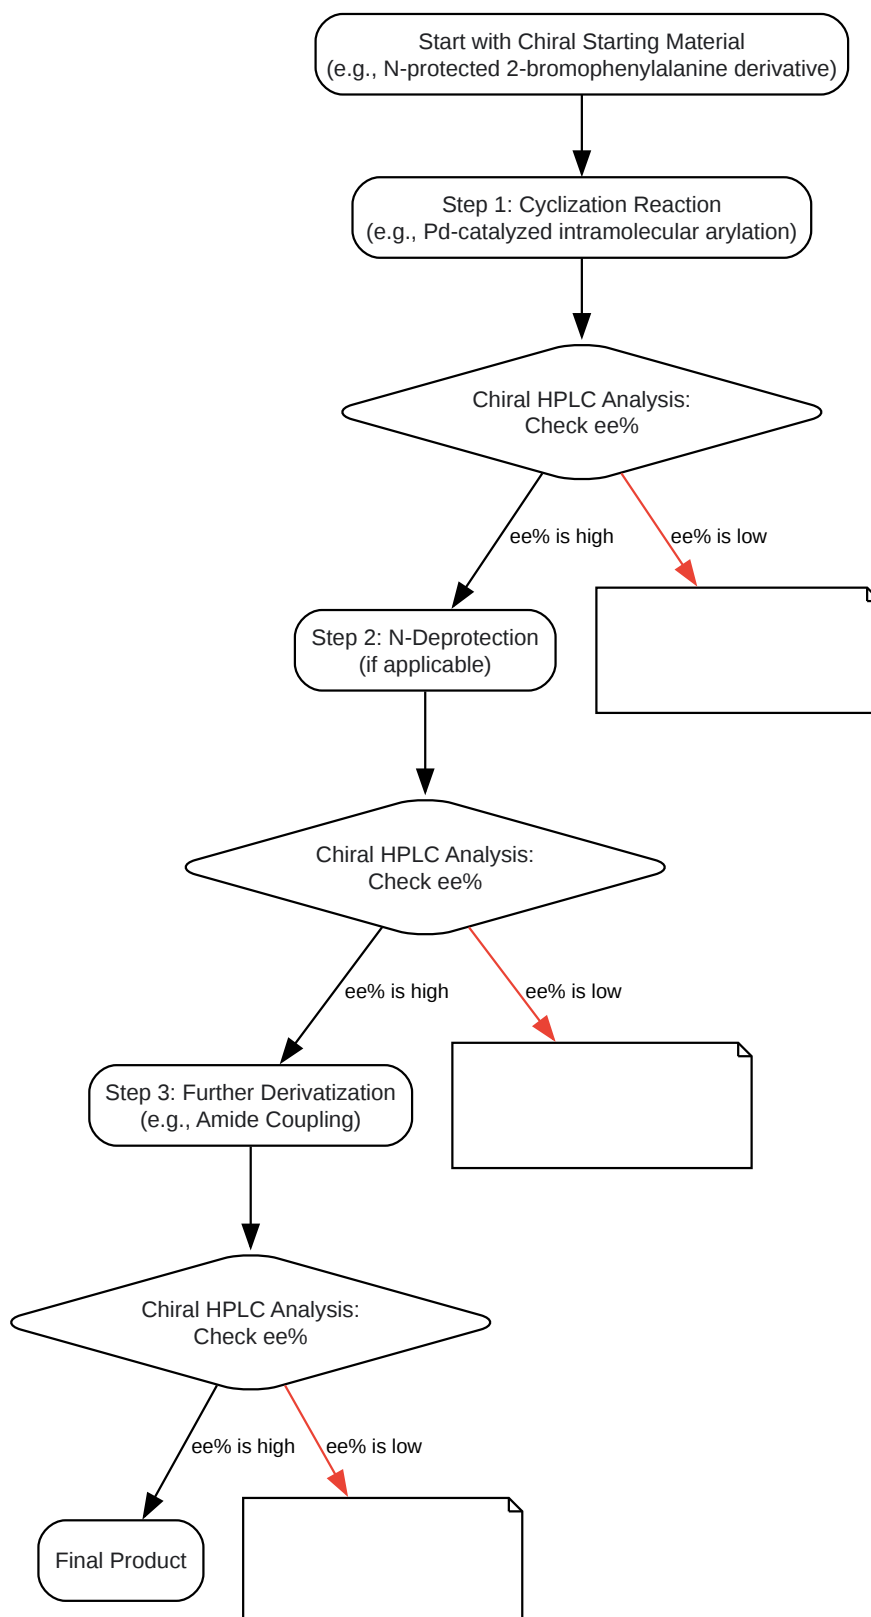 Start with Chiral Starting Material
(e.g., N-protected 2-bromophenylalanine derivative)
Step 1: Cyclization Reaction
(e.g., Pd-catalyzed intramolecular arylation)
Chiral HPLC Analysis:
Check ee%
ee% is high
ee% is low
Step 2: N-Deprotection
(if applicable)
Chiral HPLC Analysis:
Check ee%
ee% is high
ee% is low
Step 3: Further Derivatization
(e.g., Amide Coupling)
Chiral HPLC Analysis:
Check ee%
ee% is high
ee% is low
Final Product